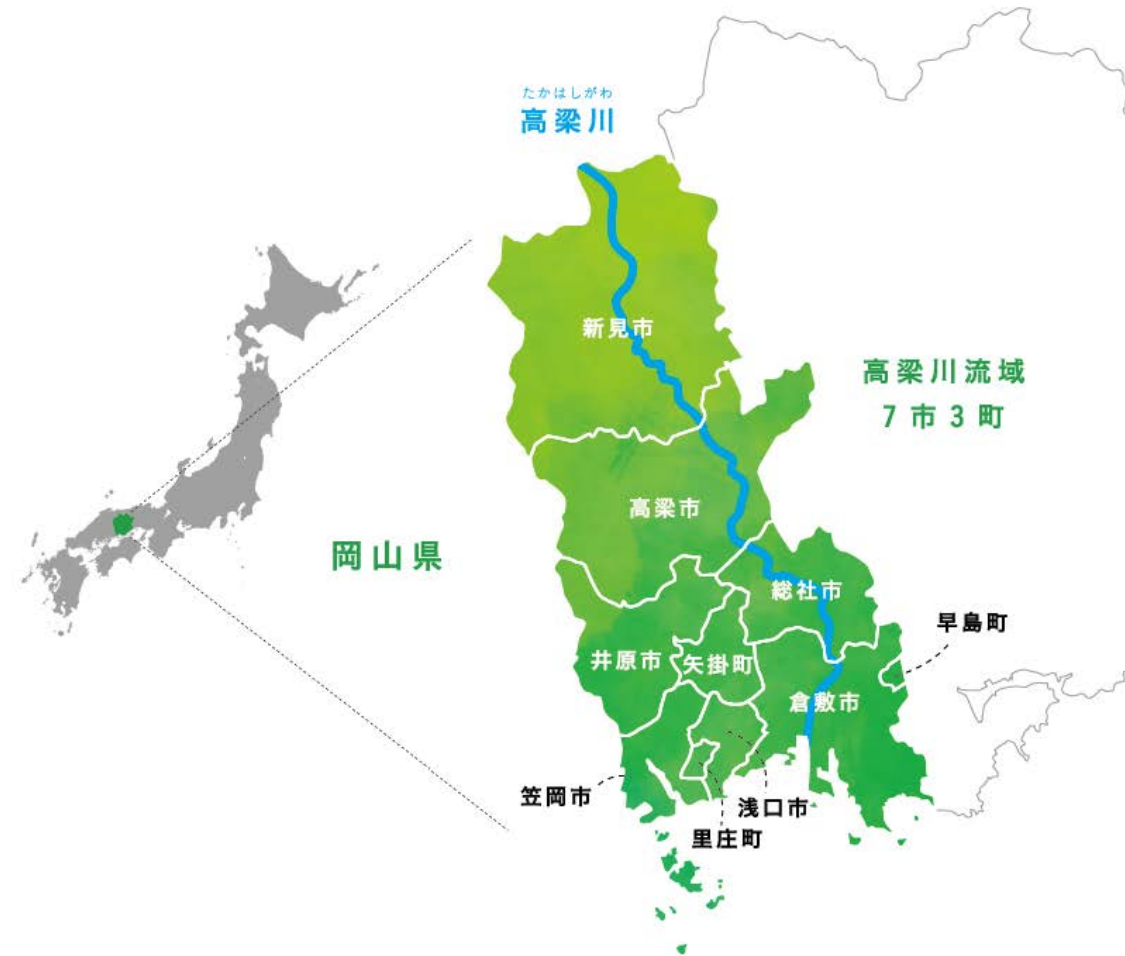 たかはしがわ
高梁川
新見市
高梁川流域
7市3町
高梁市
岡山県
総社市
早島町
井原市
矢掛町
倉敷市
笠岡市
浅口市
里庄町